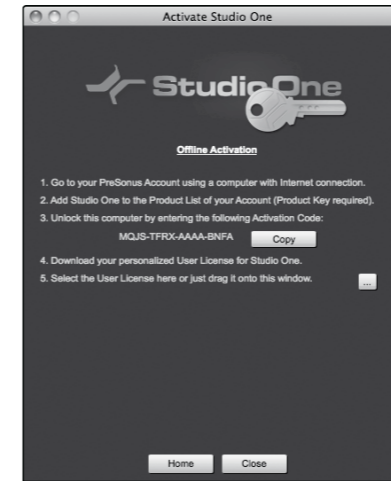 Activate Studio One
Studio One
Offline Activation
1. Go to your PreSonus Account using a computer with Internet connection.
2. Add Studio One to the Product List of your Account (Product Key required).
3. Unlock this computer by entering the following Activation Code:
MQJS-TFRX-AAAA-BNFA Copy
4. Download your personalized User License for Studio One.
5. Select the User License here or just drag it onto this window. ...
Home Close